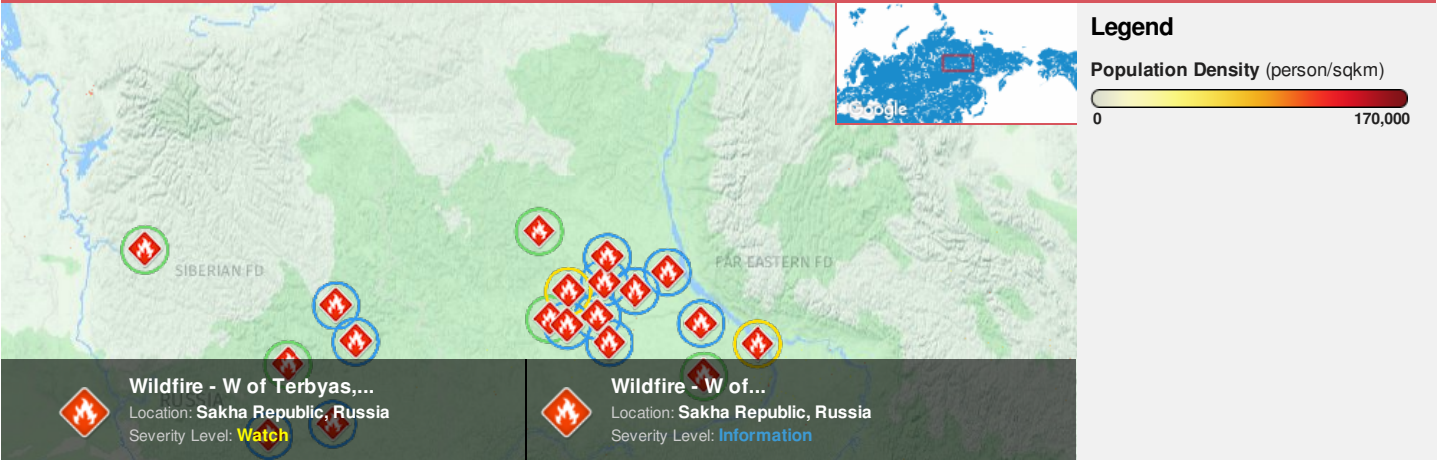 Google
Legend
Population Density (person/sqkm)
0 170,000
SIBERIAN FD
FAR EASTERN FD
RUSSIA
Wildfire - W of Terbyas,...
Location: Sakha Republic, Russia
Severity Level: Watch
Wildfire - W of...
Location: Sakha Republic, Russia
Severity Level: Information